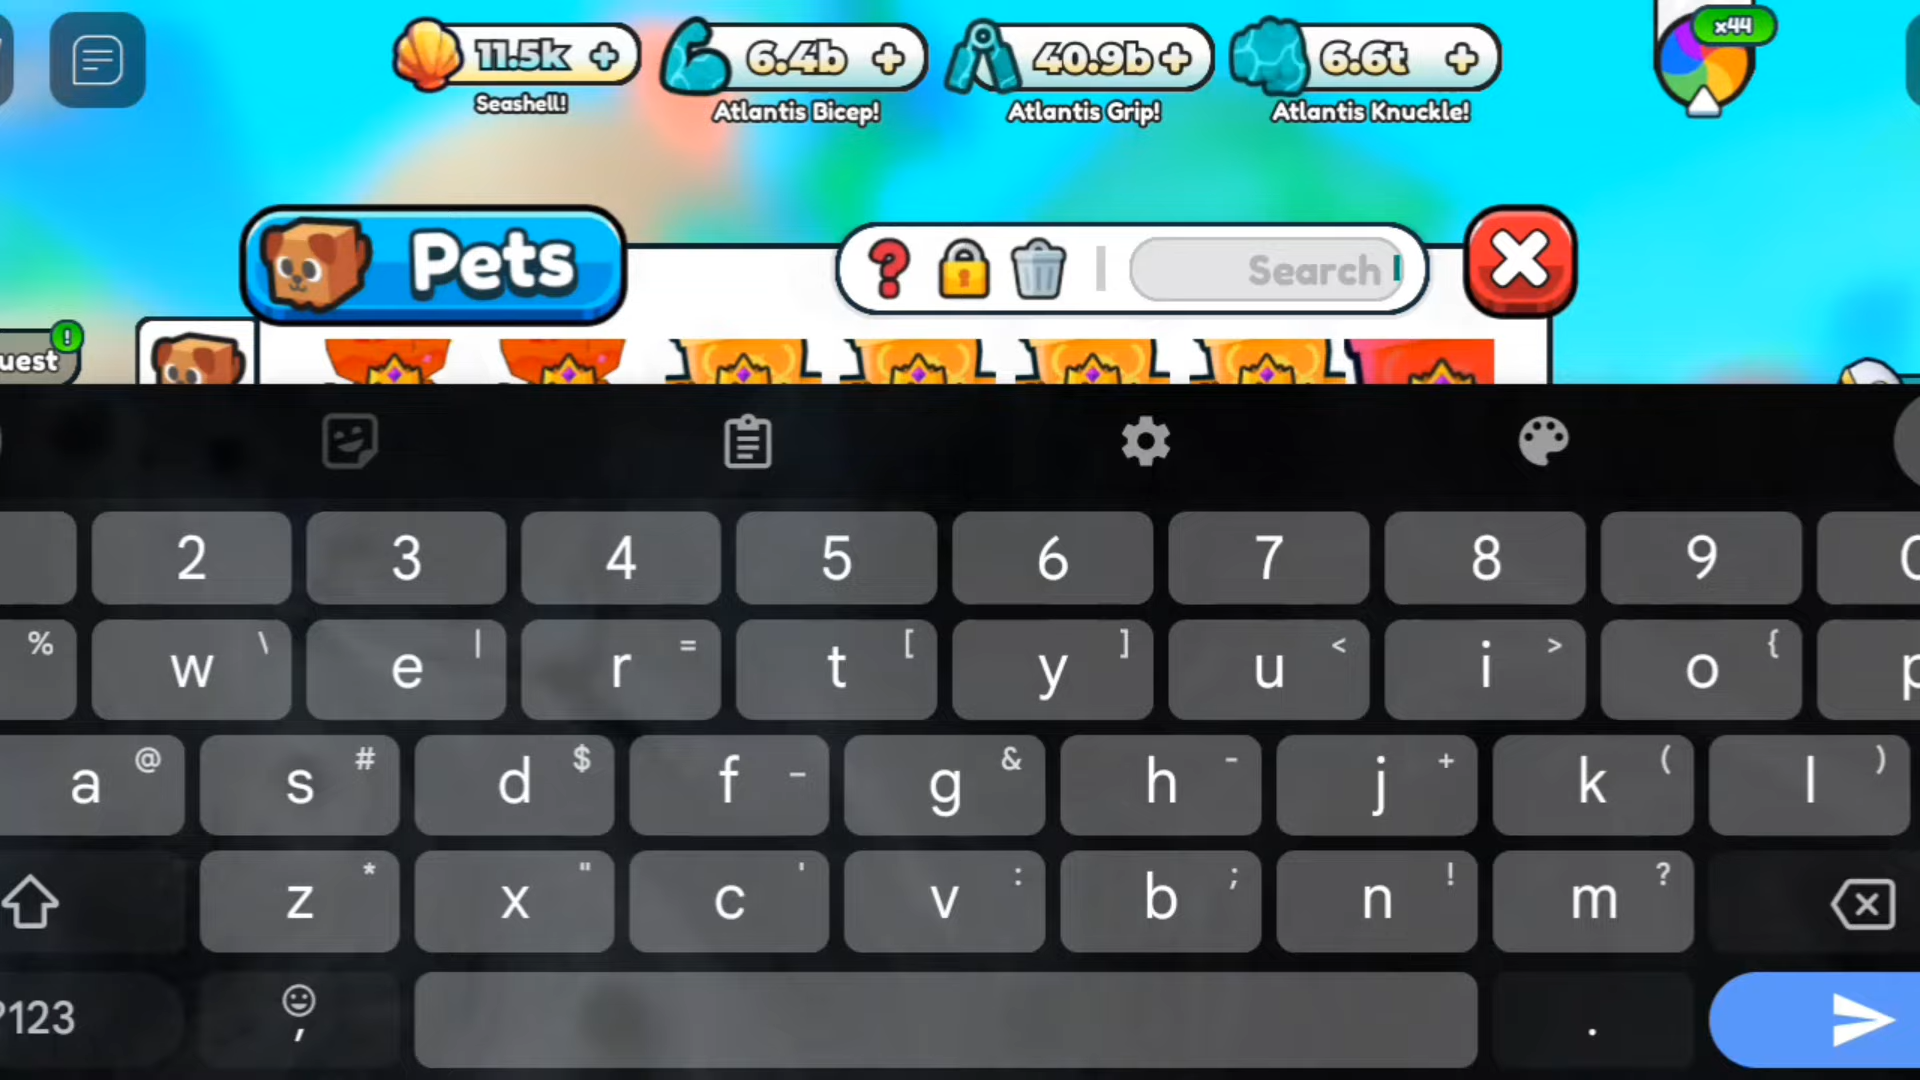 11.5k +
6.4b +
40.9b +
6.6t +
x44
Seashell!
Atlantis Bicep!
Atlantis Grip!
Atlantis Knuckle!
Pets
? Search
uest !
2 3 4 5 6 7 8 9 0
% w \ e | r = t [ y ] u < i > o { p
a @ s # d $ f _ g & h - j + k ( l )
z * x " c ' v : b ; n ! m ?
?123 , .